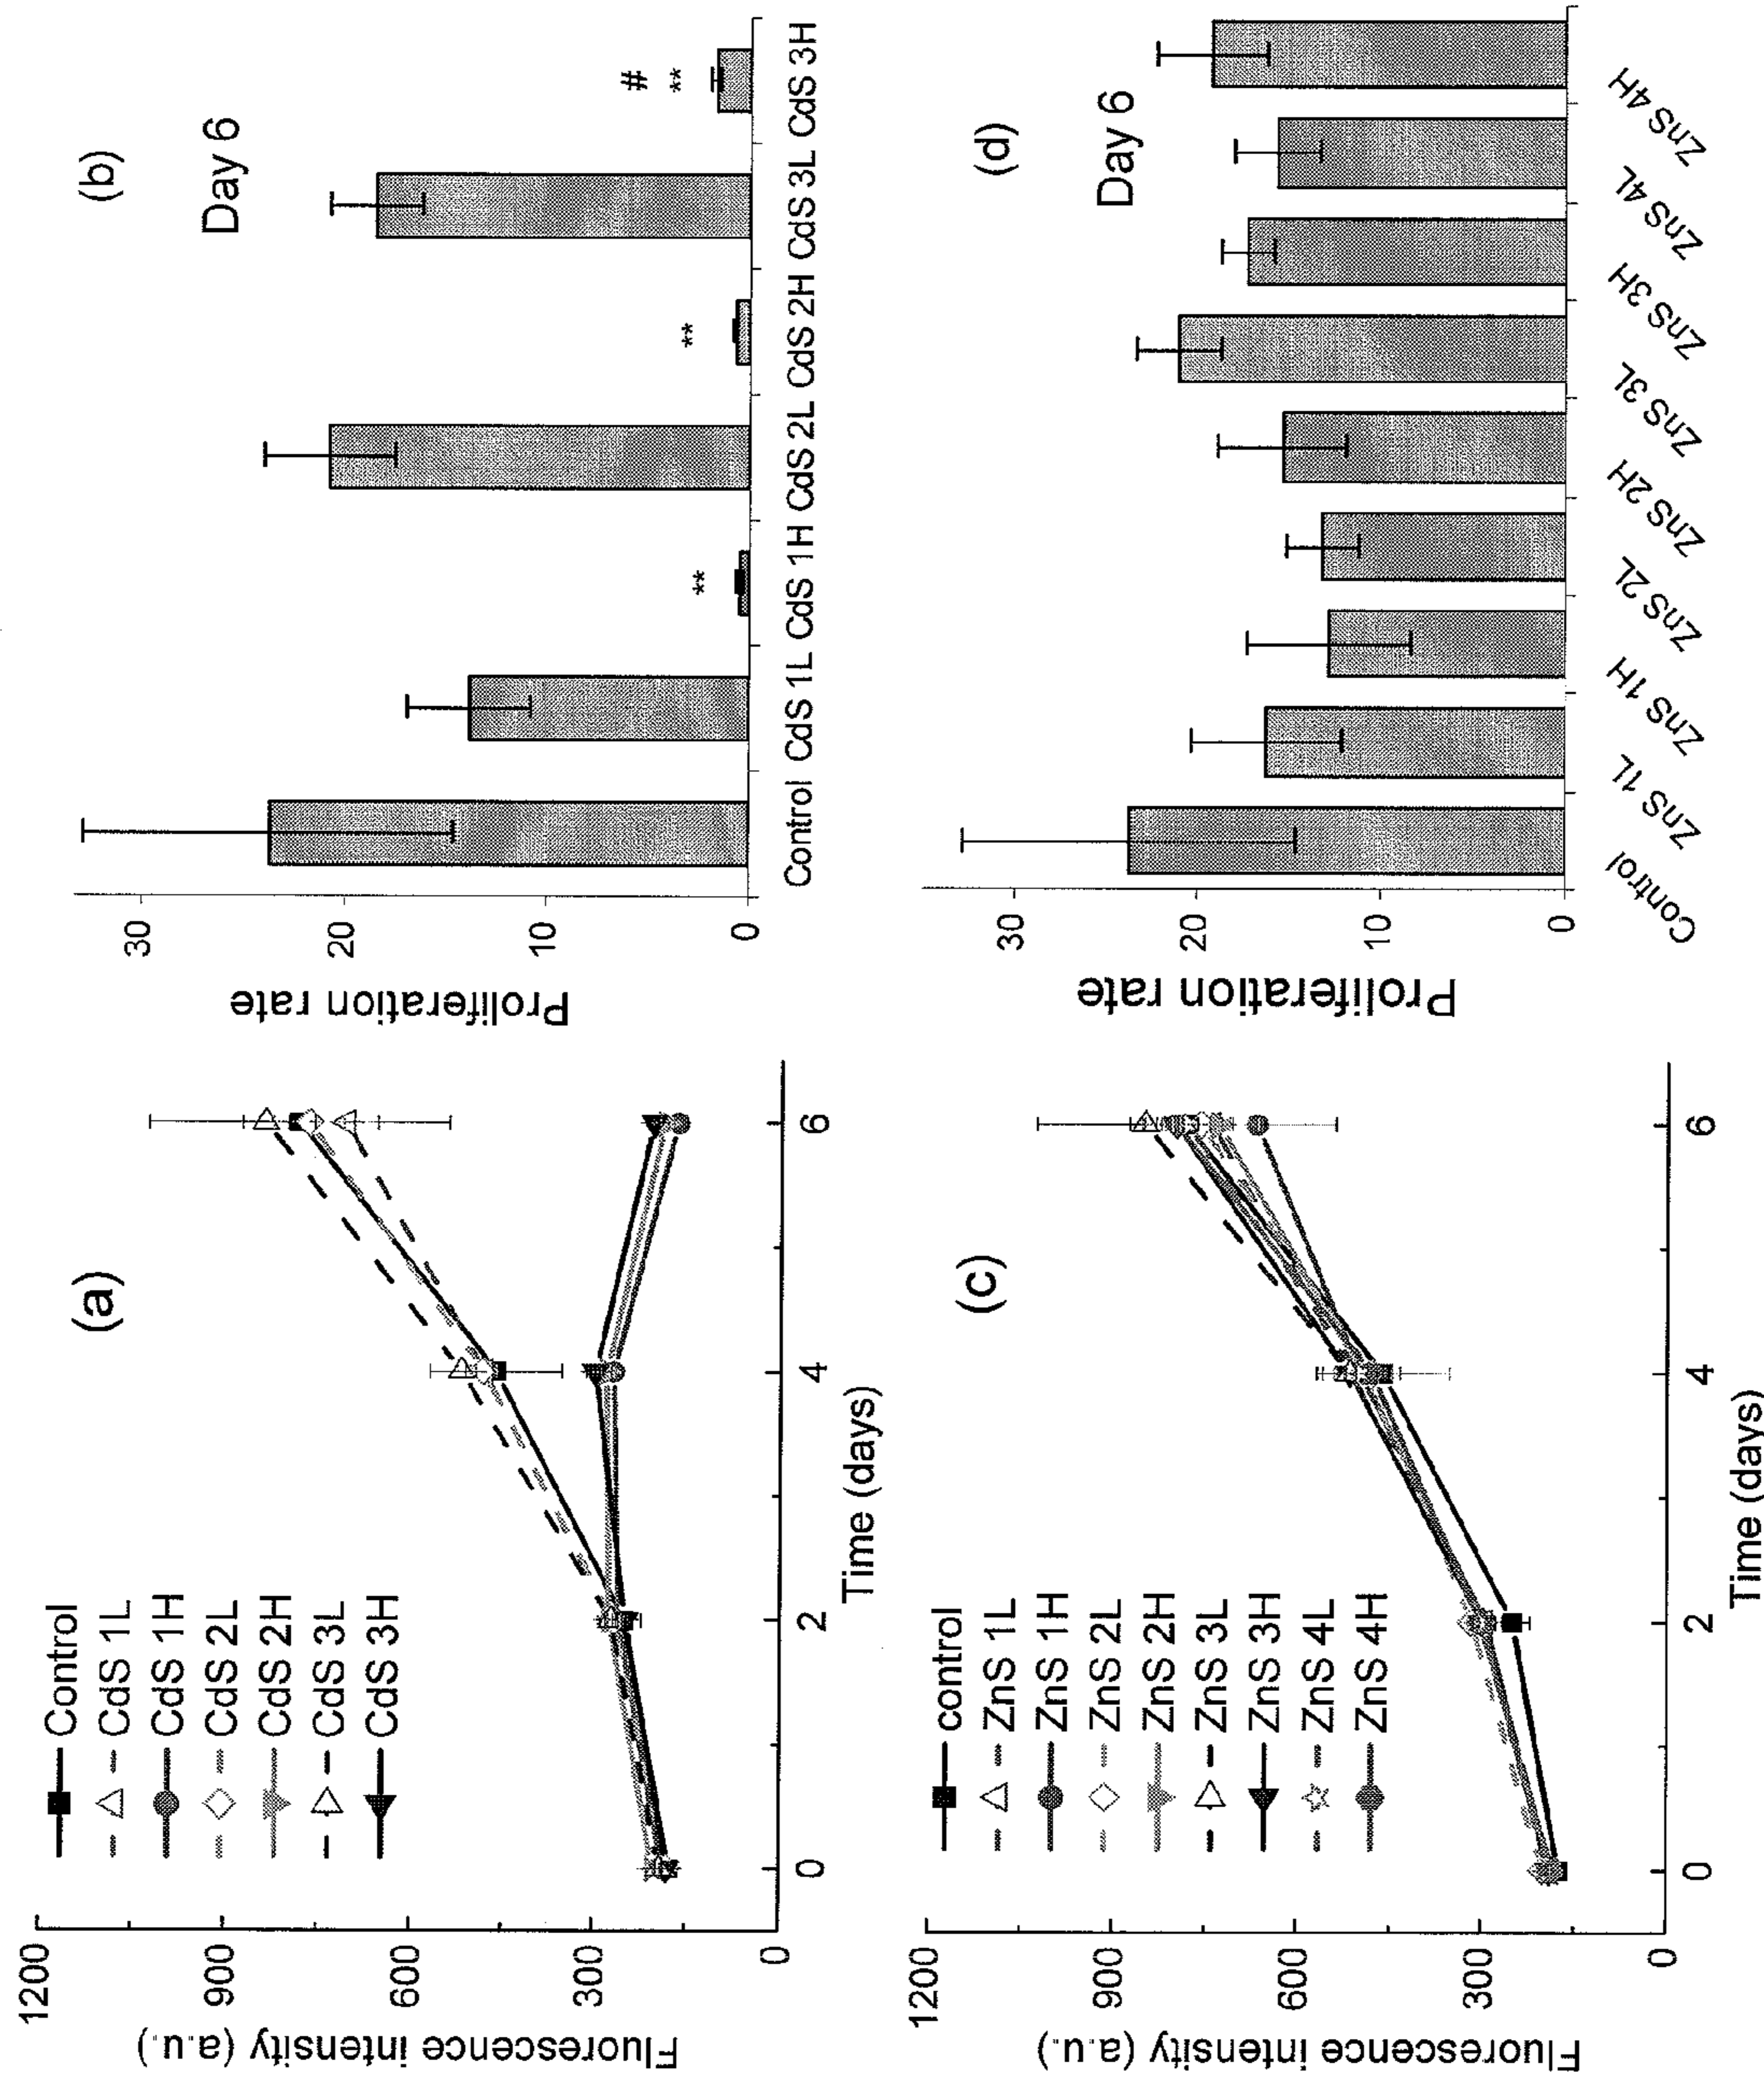 (a)
Control
CdS 1L
CdS 1H
CdS 2L
CdS 2H
CdS 3L
CdS 3H
1200
900
600
300
0
Fluorescence intensity (a.u.)
0
2
4
6
Time (days)
(b)
Day 6
30
20
10
0
Proliferation rate
**
**
#
**
Control CdS 1L CdS 1H CdS 2L CdS 2H CdS 3L CdS 3H
(c)
control
ZnS 1L
ZnS 1H
ZnS 2L
ZnS 2H
ZnS 3L
ZnS 3H
ZnS 4L
ZnS 4H
1200
900
600
300
0
Fluorescence intensity (a.u.)
0
2
4
6
Time (days)
(d)
Day 6
30
20
10
0
Proliferation rate
Control
ZnS 1L
ZnS 1H
ZnS 2L
ZnS 2H
ZnS 3L
ZnS 3H
ZnS 4L
ZnS 4H